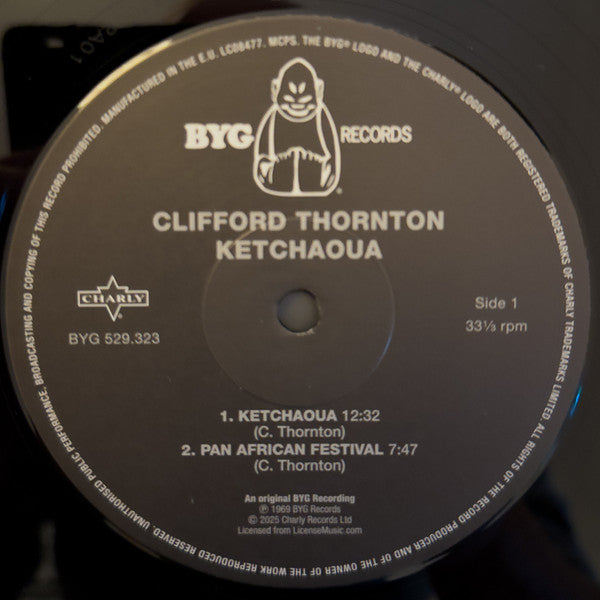 UNAUTHORISED PUBLIC PERFORMANCE, BROADCASTING AND COPYING OF THIS RECORD PROHIBITED. MANUFACTURED IN THE E.U. LC08477. MCPS. THE BYG® LOGO AND THE CHARLY® LOGO ARE BOTH REGISTERED TRADEMARKS OF CHARLY TRADEMARKS LIMITED. ALL RIGHTS OF THE RECORD PRODUCER AND OF THE OWNER OF THE WORK REPRODUCED RESERVED.
BYG RECORDS
CLIFFORD THORNTON
KETCHAOUA
CHARLY
BYG 529.323
Side 1
33⅓ rpm
1. KETCHAOUA 12:32
(C. Thornton)
2. PAN AFRICAN FESTIVAL 7:47
(C. Thornton)
An original BYG Recording
℗ 1969 BYG Records
© 2025 Charly Records Ltd
Licensed from LicenseMusic.com